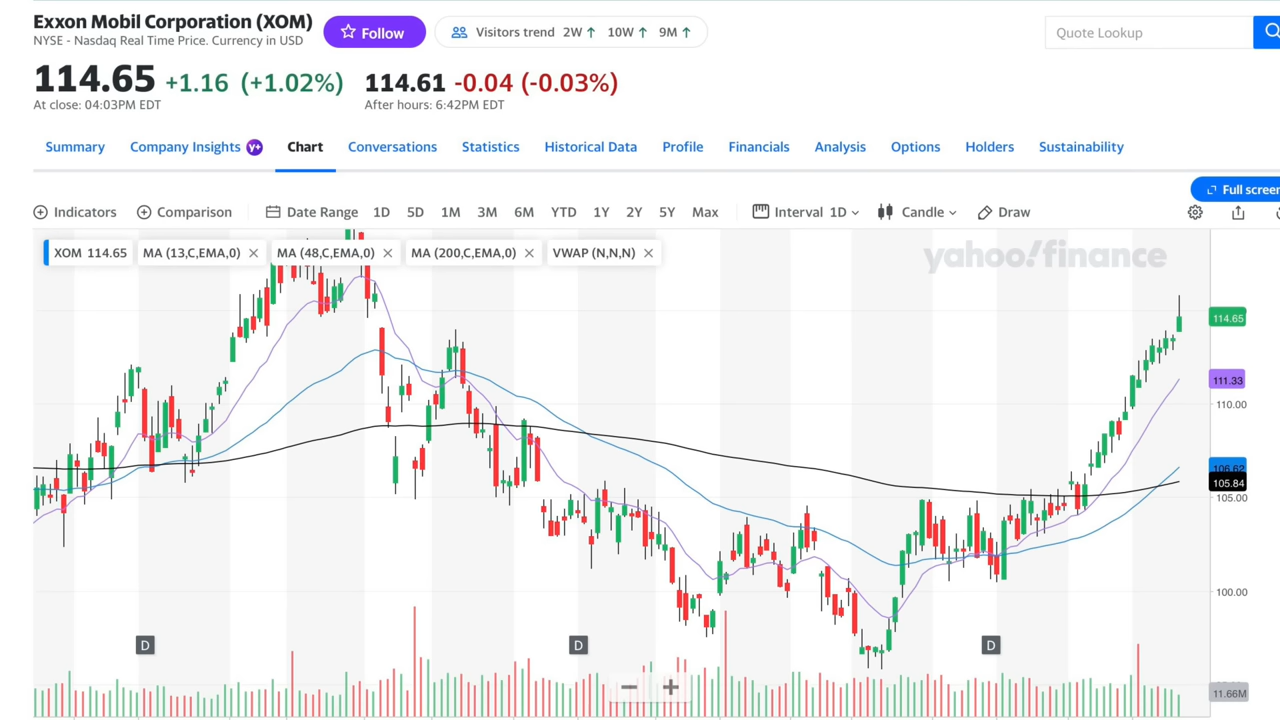 Exxon Mobil Corporation (XOM)
NYSE - Nasdaq Real Time Price. Currency in USD
Follow
Visitors trend 2W ↑ 10W ↑ 9M ↑
Quote Lookup
114.65 +1.16 (+1.02%)
At close: 04:03PM EDT
114.61 -0.04 (-0.03%)
After hours: 6:42PM EDT
Summary Company Insights Y+ Chart Conversations Statistics Historical Data Profile Financials Analysis Options Holders Sustainability
Full screen
Indicators Comparison Date Range 1D 5D 1M 3M 6M YTD 1Y 2Y 5Y Max Interval 1D Candle Draw
XOM 114.65 MA (13,C,EMA,0) MA (48,C,EMA,0) MA (200,C,EMA,0) VWAP (N,N,N)
yahoo!finance
114.65
111.33
110.00
106.62
105.84
105.00
100.00
D D D
11.66M